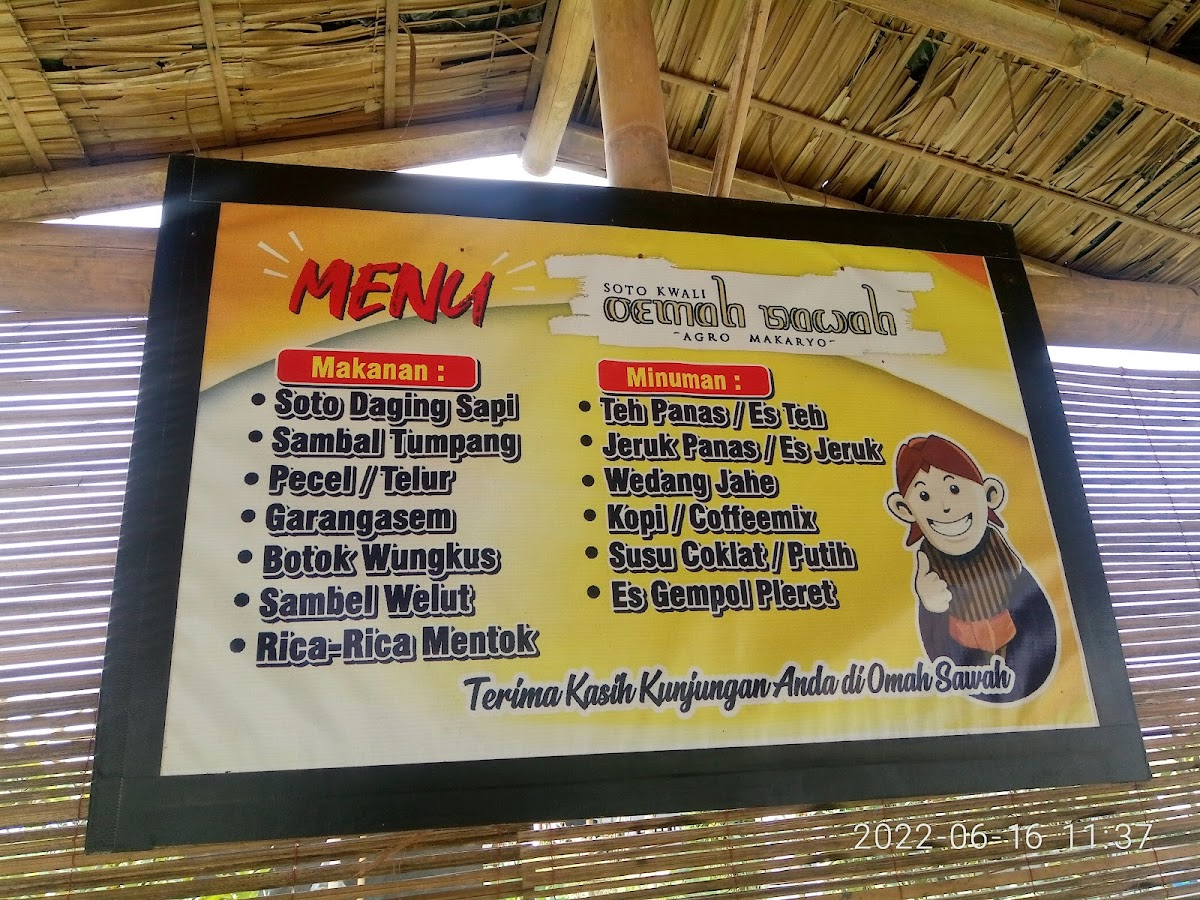 MENU
SOTO KWALI
OEMAH SAWAH
-AGRO MAKARYO-
Makanan :
• Soto Daging Sapi
• Sambal Tumpang
• Pecel / Telur
• Garangasem
• Botok Wungkus
• Sambel Welut
• Rica-Rica Mentok
Minuman :
• Teh Panas / Es Teh
• Jeruk Panas / Es Jeruk
• Wedang Jahe
• Kopi / Coffeemix
• Susu Coklat / Putih
• Es Gempol Pleret
Terima Kasih Kunjungan Anda di Omah Sawah
2022-06-16 11:37